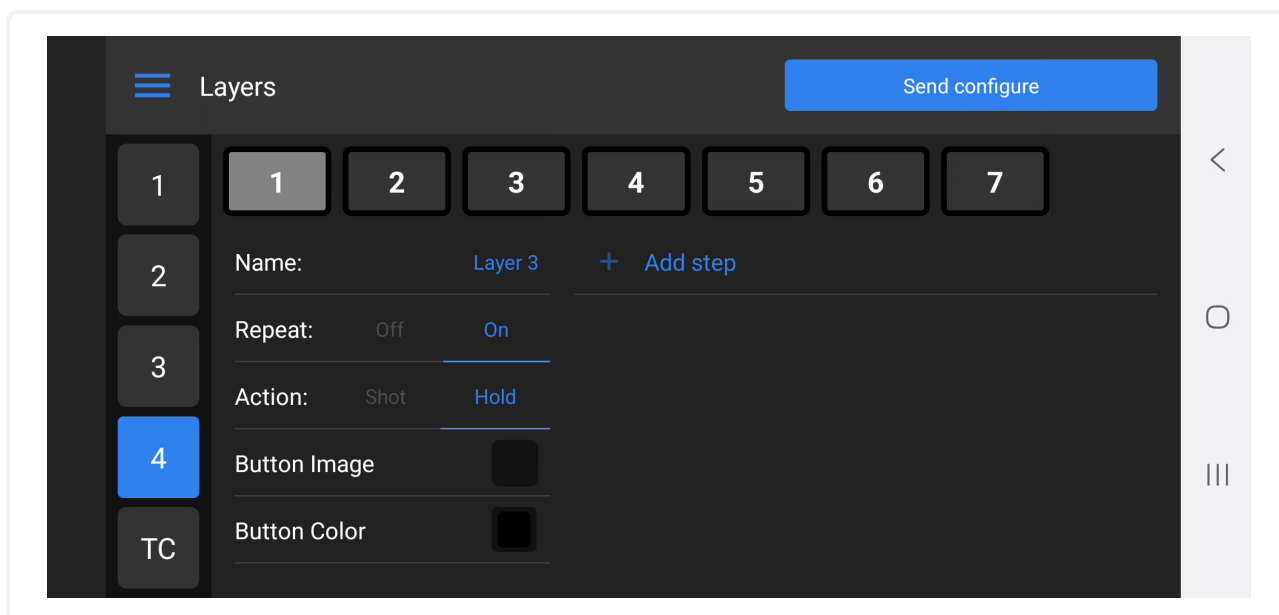 Layers
Send configure
1
1 2 3 4 5 6 7
2
Name: Layer 3
+ Add step
Repeat: Off On
3
Action: Shot Hold
4
Button Image
Button Color
TC